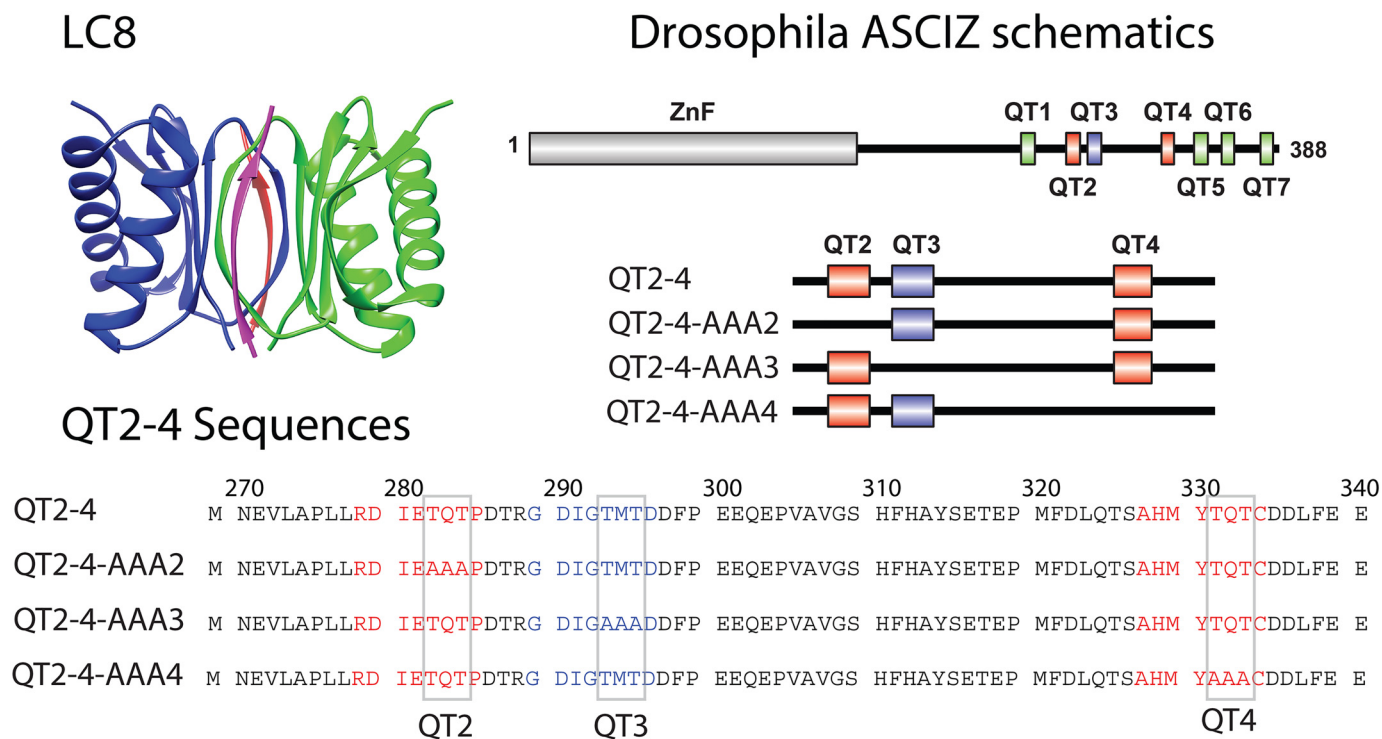 LC8
Drosophila ASCIZ schematics
ZnF
QT1 QT3 QT4 QT6
1
388
QT2 QT5 QT7
QT2 QT3 QT4
QT2-4
QT2-4-AAA2
QT2-4-AAA3
QT2-4-AAA4
QT2-4 Sequences
270 280 290 300 310 320 330 340
QT2-4 M NEVLAPLLRD IETQTPDTRG DIGTMTDDFP EEQEPVAVGS HFHAYSETEP MFDLQTSAHM YTQTCDDLFE E
QT2-4-AAA2 M NEVLAPLLRD IEAAAPDTRG DIGTMTDDFP EEQEPVAVGS HFHAYSETEP MFDLQTSAHM YTQTCDDLFE E
QT2-4-AAA3 M NEVLAPLLRD IETQTPDTRG DIGAAADDFP EEQEPVAVGS HFHAYSETEP MFDLQTSAHM YTQTCDDLFE E
QT2-4-AAA4 M NEVLAPLLRD IETQTPDTRG DIGTMTDDFP EEQEPVAVGS HFHAYSETEP MFDLQTSAHM YAAACDDLFE E
QT2 QT3 QT4